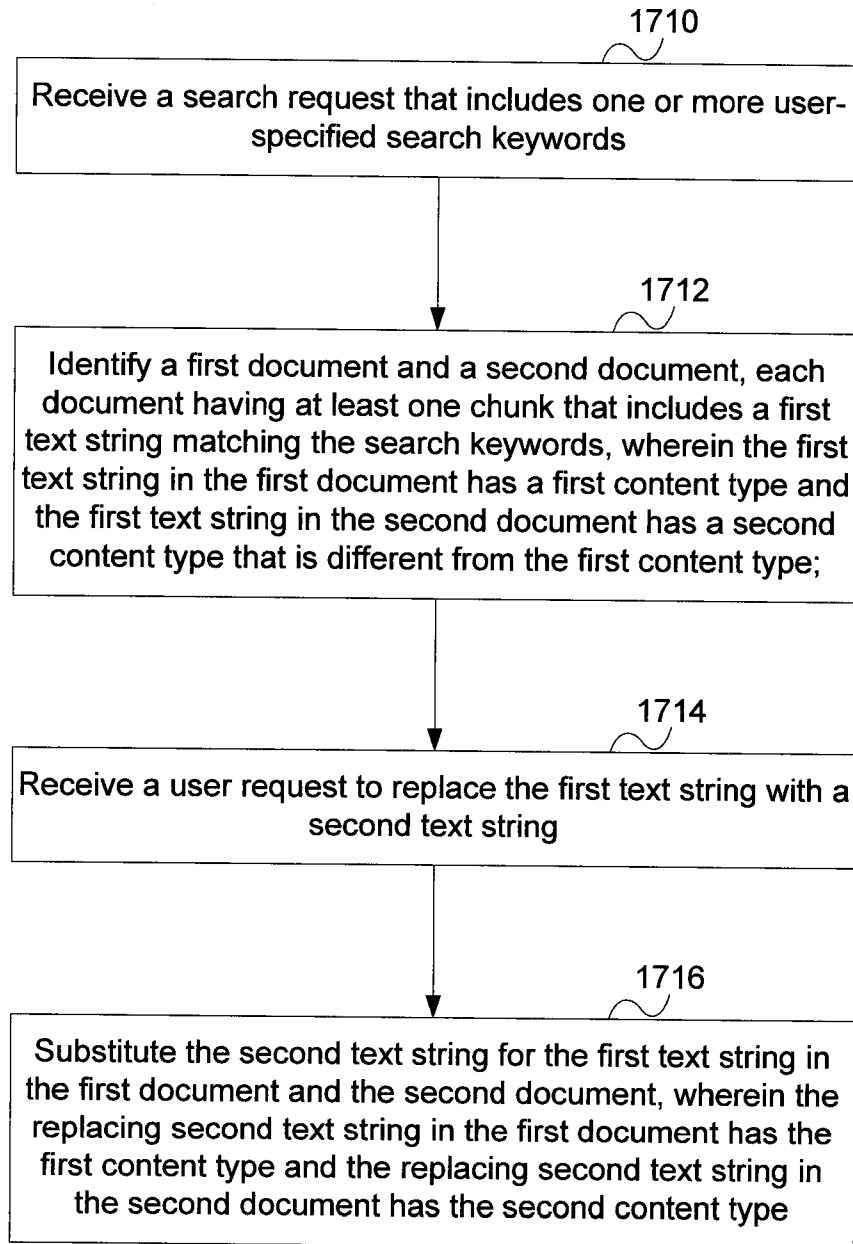 1710
Receive a search request that includes one or more user-
specified search keywords
1712
Identify a first document and a second document, each
document having at least one chunk that includes a first
text string matching the search keywords, wherein the first
text string in the first document has a first content type and
the first text string in the second document has a second
content type that is different from the first content type;
1714
Receive a user request to replace the first text string with a
second text string
1716
Substitute the second text string for the first text string in
the first document and the second document, wherein the
replacing second text string in the first document has the
first content type and the replacing second text string in
the second document has the second content type